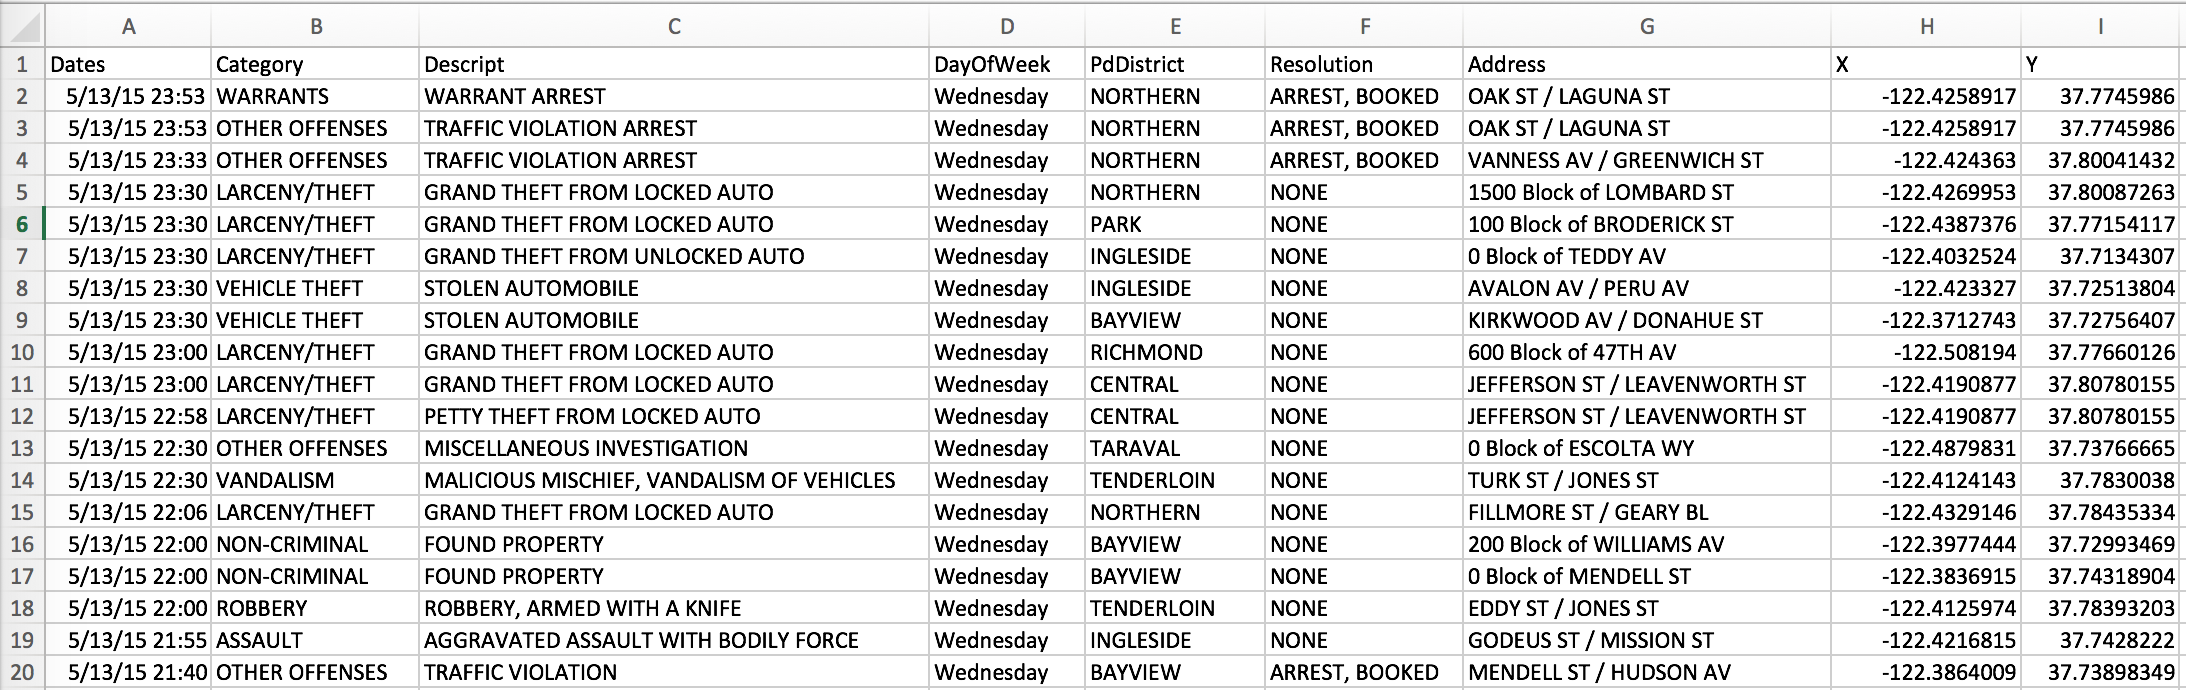 A B C D E F G H I
1 Dates Category Descript DayOfWeek PdDistrict Resolution Address X Y
2 5/13/15 23:53 WARRANTS WARRANT ARREST Wednesday NORTHERN ARREST, BOOKED OAK ST / LAGUNA ST -122.4258917 37.7745986
3 5/13/15 23:53 OTHER OFFENSES TRAFFIC VIOLATION ARREST Wednesday NORTHERN ARREST, BOOKED OAK ST / LAGUNA ST -122.4258917 37.7745986
4 5/13/15 23:33 OTHER OFFENSES TRAFFIC VIOLATION ARREST Wednesday NORTHERN ARREST, BOOKED VANNESS AV / GREENWICH ST -122.424363 37.80041432
5 5/13/15 23:30 LARCENY/THEFT GRAND THEFT FROM LOCKED AUTO Wednesday NORTHERN NONE 1500 Block of LOMBARD ST -122.4269953 37.80087263
6 5/13/15 23:30 LARCENY/THEFT GRAND THEFT FROM LOCKED AUTO Wednesday PARK NONE 100 Block of BRODERICK ST -122.4387376 37.77154117
7 5/13/15 23:30 LARCENY/THEFT GRAND THEFT FROM UNLOCKED AUTO Wednesday INGLESIDE NONE 0 Block of TEDDY AV -122.4032524 37.7134307
8 5/13/15 23:30 VEHICLE THEFT STOLEN AUTOMOBILE Wednesday INGLESIDE NONE AVALON AV / PERU AV -122.423327 37.72513804
9 5/13/15 23:30 VEHICLE THEFT STOLEN AUTOMOBILE Wednesday BAYVIEW NONE KIRKWOOD AV / DONAHUE ST -122.3712743 37.72756407
10 5/13/15 23:00 LARCENY/THEFT GRAND THEFT FROM LOCKED AUTO Wednesday RICHMOND NONE 600 Block of 47TH AV -122.508194 37.77660126
11 5/13/15 23:00 LARCENY/THEFT GRAND THEFT FROM LOCKED AUTO Wednesday CENTRAL NONE JEFFERSON ST / LEAVENWORTH ST -122.4190877 37.80780155
12 5/13/15 22:58 LARCENY/THEFT PETTY THEFT FROM LOCKED AUTO Wednesday CENTRAL NONE JEFFERSON ST / LEAVENWORTH ST -122.4190877 37.80780155
13 5/13/15 22:30 OTHER OFFENSES MISCELLANEOUS INVESTIGATION Wednesday TARAVAL NONE 0 Block of ESCOLTA WY -122.4879831 37.73766665
14 5/13/15 22:30 VANDALISM MALICIOUS MISCHIEF, VANDALISM OF VEHICLES Wednesday TENDERLOIN NONE TURK ST / JONES ST -122.4124143 37.7830038
15 5/13/15 22:06 LARCENY/THEFT GRAND THEFT FROM LOCKED AUTO Wednesday NORTHERN NONE FILLMORE ST / GEARY BL -122.4329146 37.78435334
16 5/13/15 22:00 NON-CRIMINAL FOUND PROPERTY Wednesday BAYVIEW NONE 200 Block of WILLIAMS AV -122.3977444 37.72993469
17 5/13/15 22:00 NON-CRIMINAL FOUND PROPERTY Wednesday BAYVIEW NONE 0 Block of MENDELL ST -122.3836915 37.74318904
18 5/13/15 22:00 ROBBERY ROBBERY, ARMED WITH A KNIFE Wednesday TENDERLOIN NONE EDDY ST / JONES ST -122.4125974 37.78393203
19 5/13/15 21:55 ASSAULT AGGRAVATED ASSAULT WITH BODILY FORCE Wednesday INGLESIDE NONE GODEUS ST / MISSION ST -122.4216815 37.7428222
20 5/13/15 21:40 OTHER OFFENSES TRAFFIC VIOLATION Wednesday BAYVIEW ARREST, BOOKED MENDELL ST / HUDSON AV -122.3864009 37.73898349